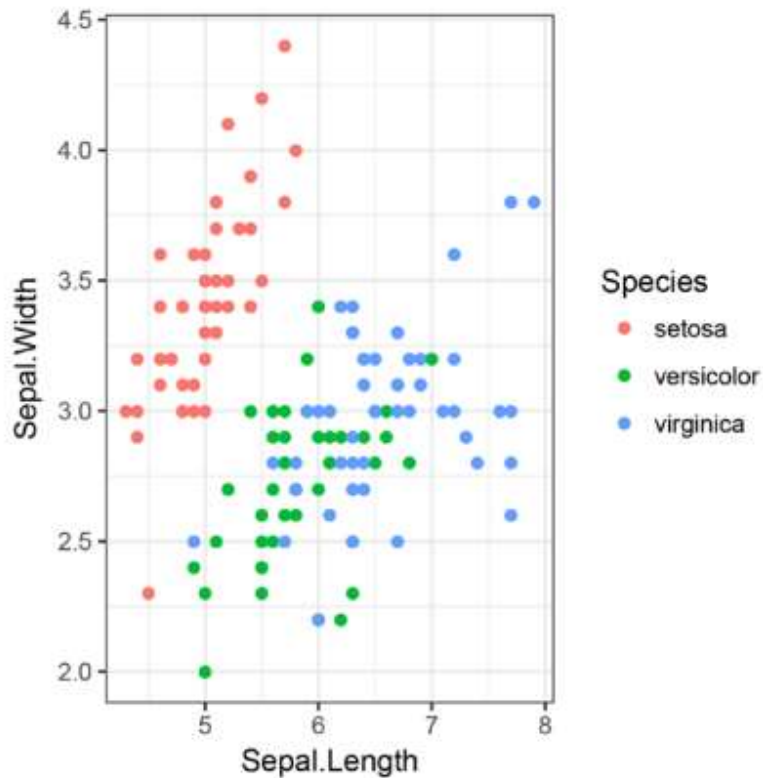 4.5
4.0
3.5
3.0
2.5
2.0
Sepal.Width
5 6 7 8
Sepal.Length
Species
setosa
versicolor
virginica